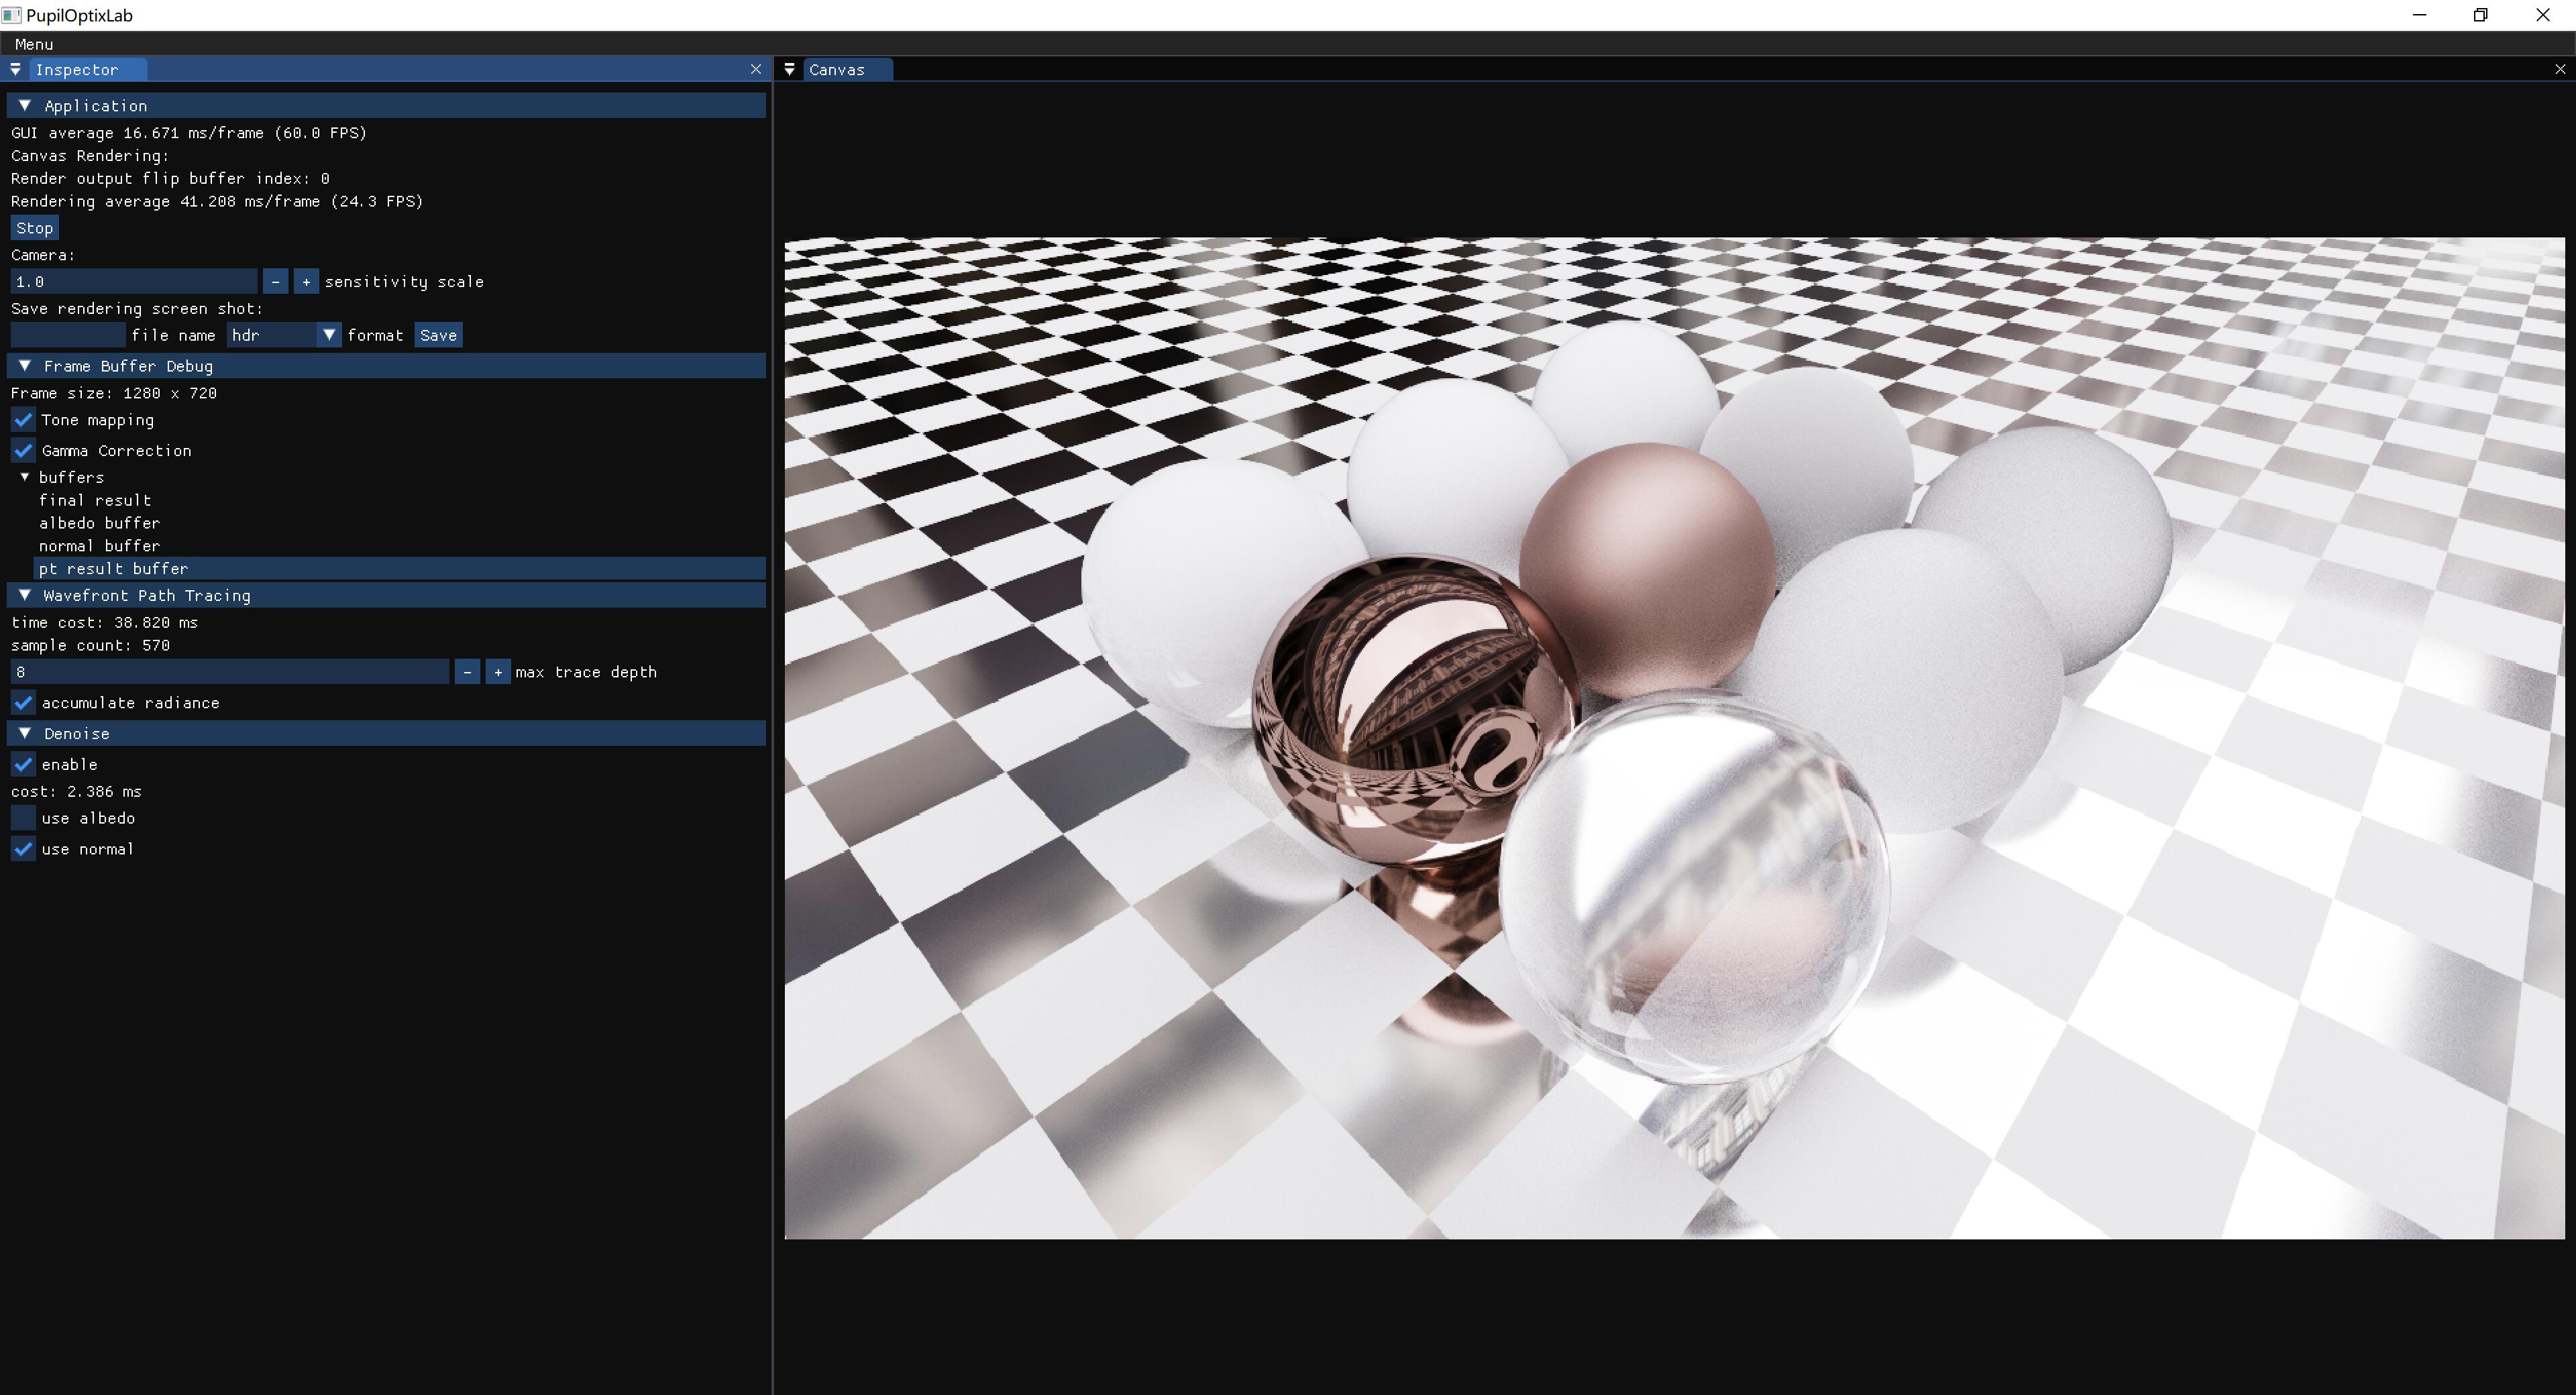 PupilOptixLab
Menu
Inspector
Application
GUI average 16.671 ms/frame (60.0 FPS)
Canvas Rendering:
Render output flip buffer index: 0
Rendering average 41.208 ms/frame (24.3 FPS)
Stop
Camera:
1.0 - + sensitivity scale
Save rendering screen shot:
file name hdr format Save
Frame Buffer Debug
Frame size: 1280 x 720
Tone mapping
Gamma Correction
buffers
final result
albedo buffer
normal buffer
pt result buffer
Wavefront Path Tracing
time cost: 38.820 ms
sample count: 570
8 - + max trace depth
accumulate radiance
Denoise
enable
cost: 2.386 ms
use albedo
use normal
Canvas